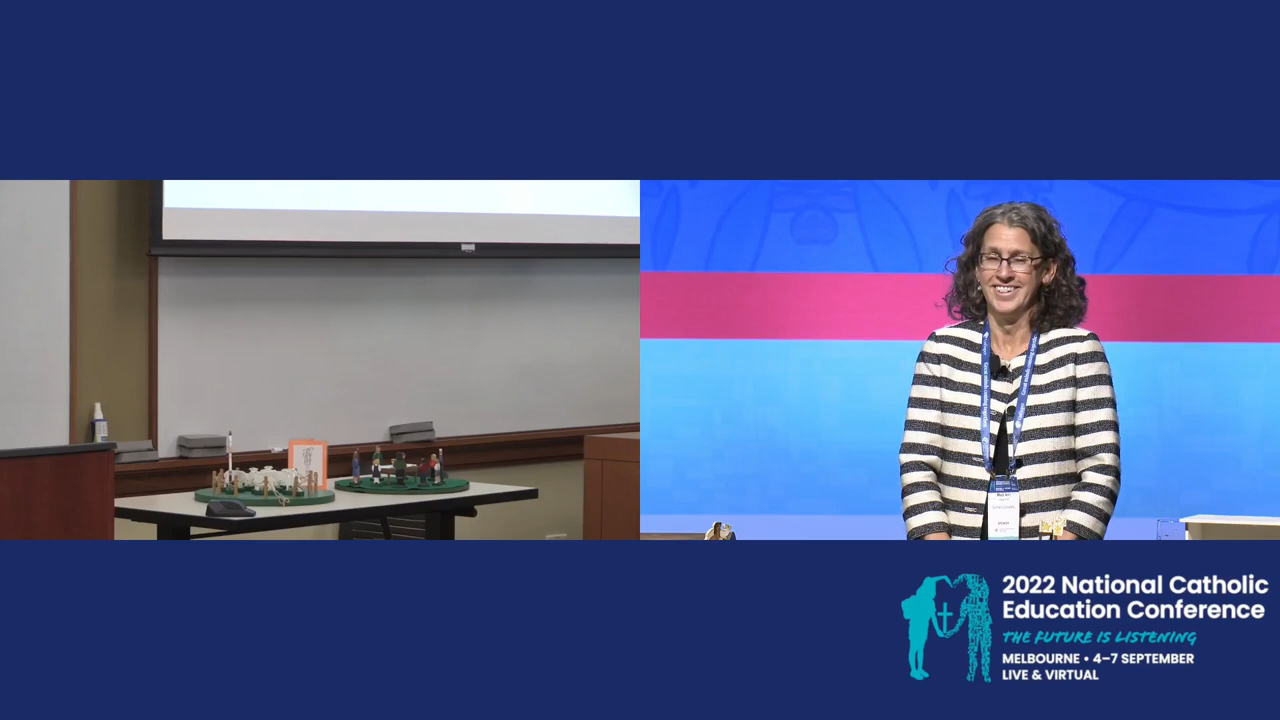 2022 National Catholic
Education Conference
THE FUTURE IS LISTENING
MELBOURNE • 4–7 SEPTEMBER
LIVE & VIRTUAL